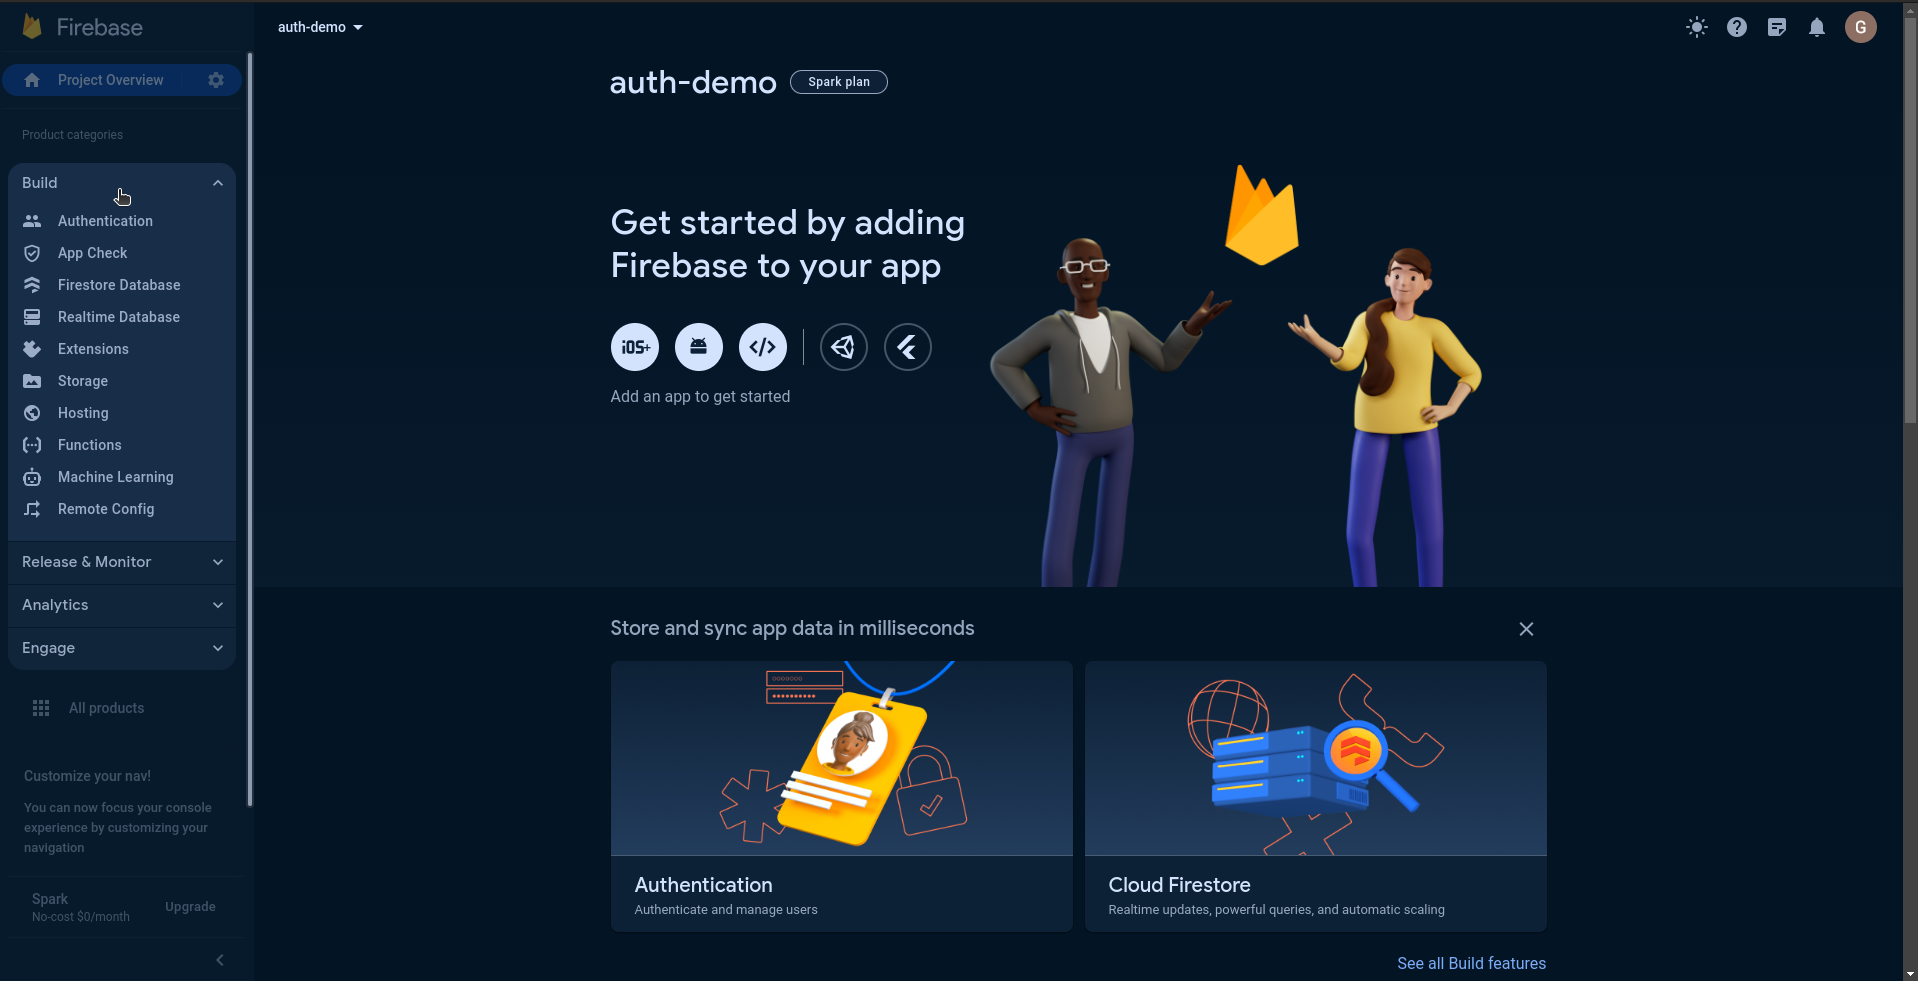 Firebase
auth-demo
G
Project Overview
Product categories
Build
Authentication
App Check
Firestore Database
Realtime Database
Extensions
Storage
Hosting
Functions
Machine Learning
Remote Config
Release & Monitor
Analytics
Engage
All products
Customize your nav!
You can now focus your console
experience by customizing your
navigation
Spark
No-cost $0/month
Upgrade
auth-demo
Spark plan
Get started by adding
Firebase to your app
iOS+
Add an app to get started
Store and sync app data in milliseconds
Authentication
Authenticate and manage users
Cloud Firestore
Realtime updates, powerful queries, and automatic scaling
See all Build features